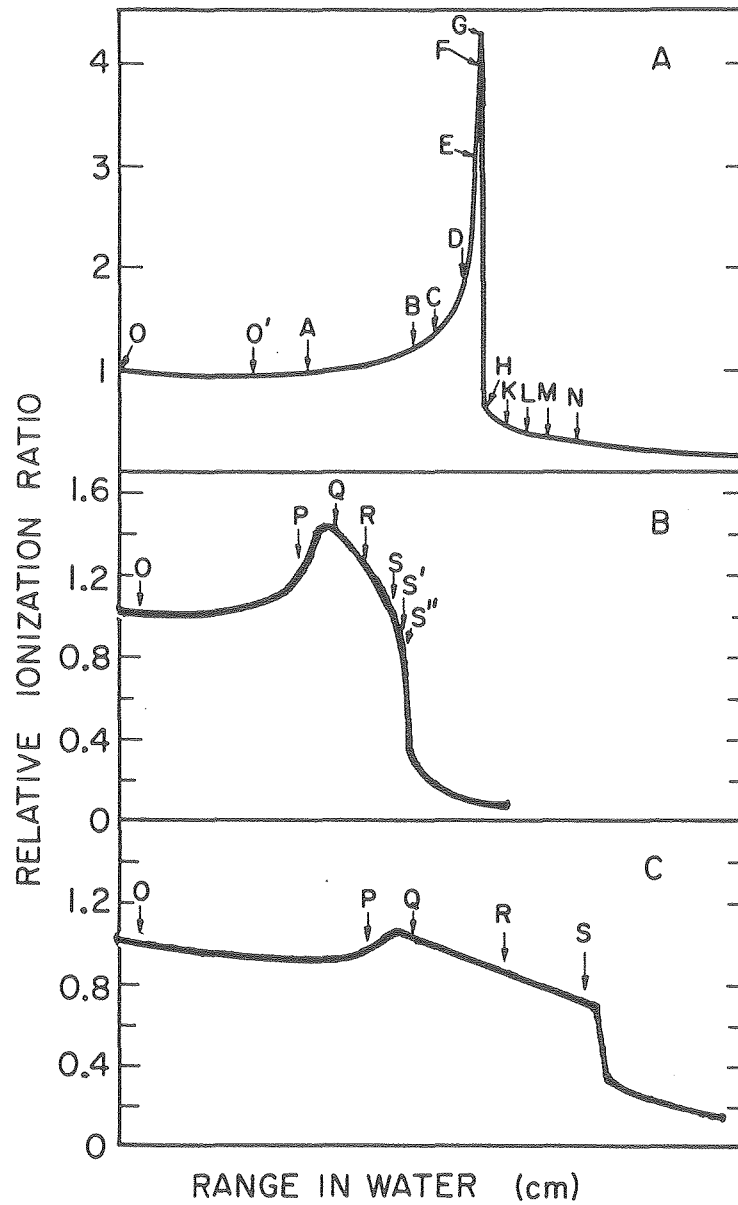 RELATIVE IONIZATION RATIO
A
4
3
2
1
O
O'
A
B
C
D
E
F
G
H
K
L
M
N
B
1.6
1.2
0.8
0.4
0
O
P
Q
R
S
S'
S"
C
1.2
0.8
0.4
0
O
P
Q
R
S
RANGE IN WATER (cm)